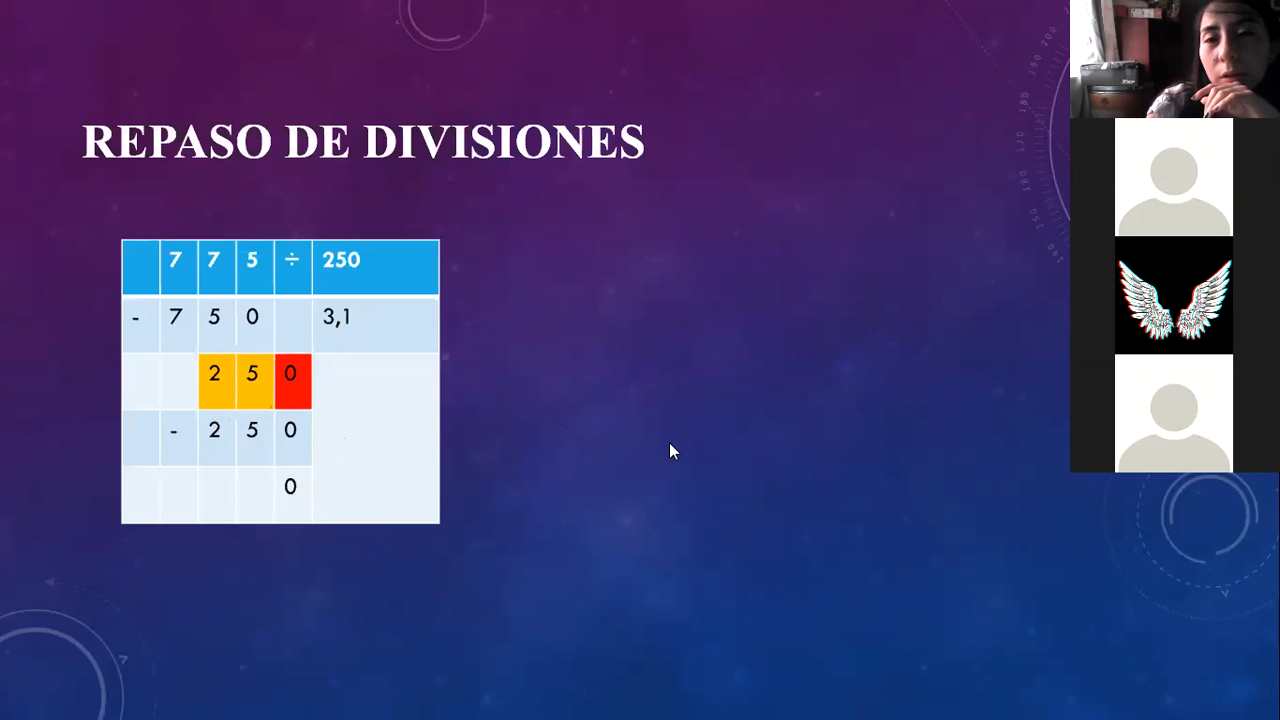 REPASO DE DIVISIONES
7 7 5 ÷ 250
- 7 5 0 3,1
2 5 0
- 2 5 0
0